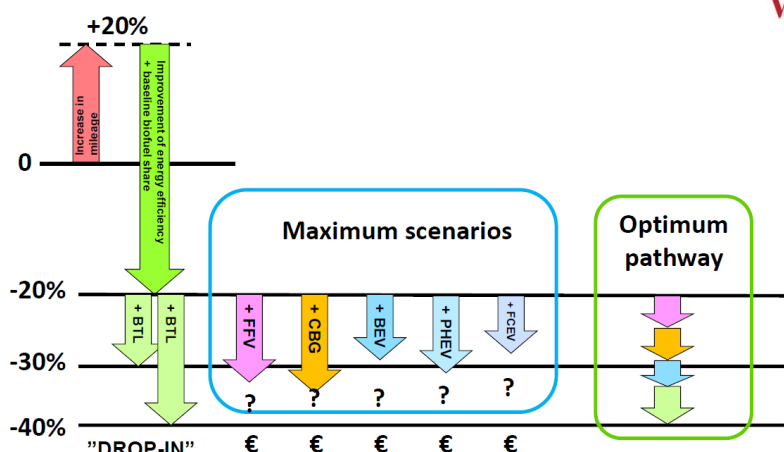 +20%
Increase in
mileage
Improvement of energy efficiency
+ baseline biofuel share
0
Maximum scenarios
Optimum
pathway
-20%
+ BTL
+ BTL
+ FFV
+ CBG
+ BEV
+ PHEV
+ FCEV
-30%
?
?
?
?
?
-40%
”DROP-IN”
€
€
€
€
€